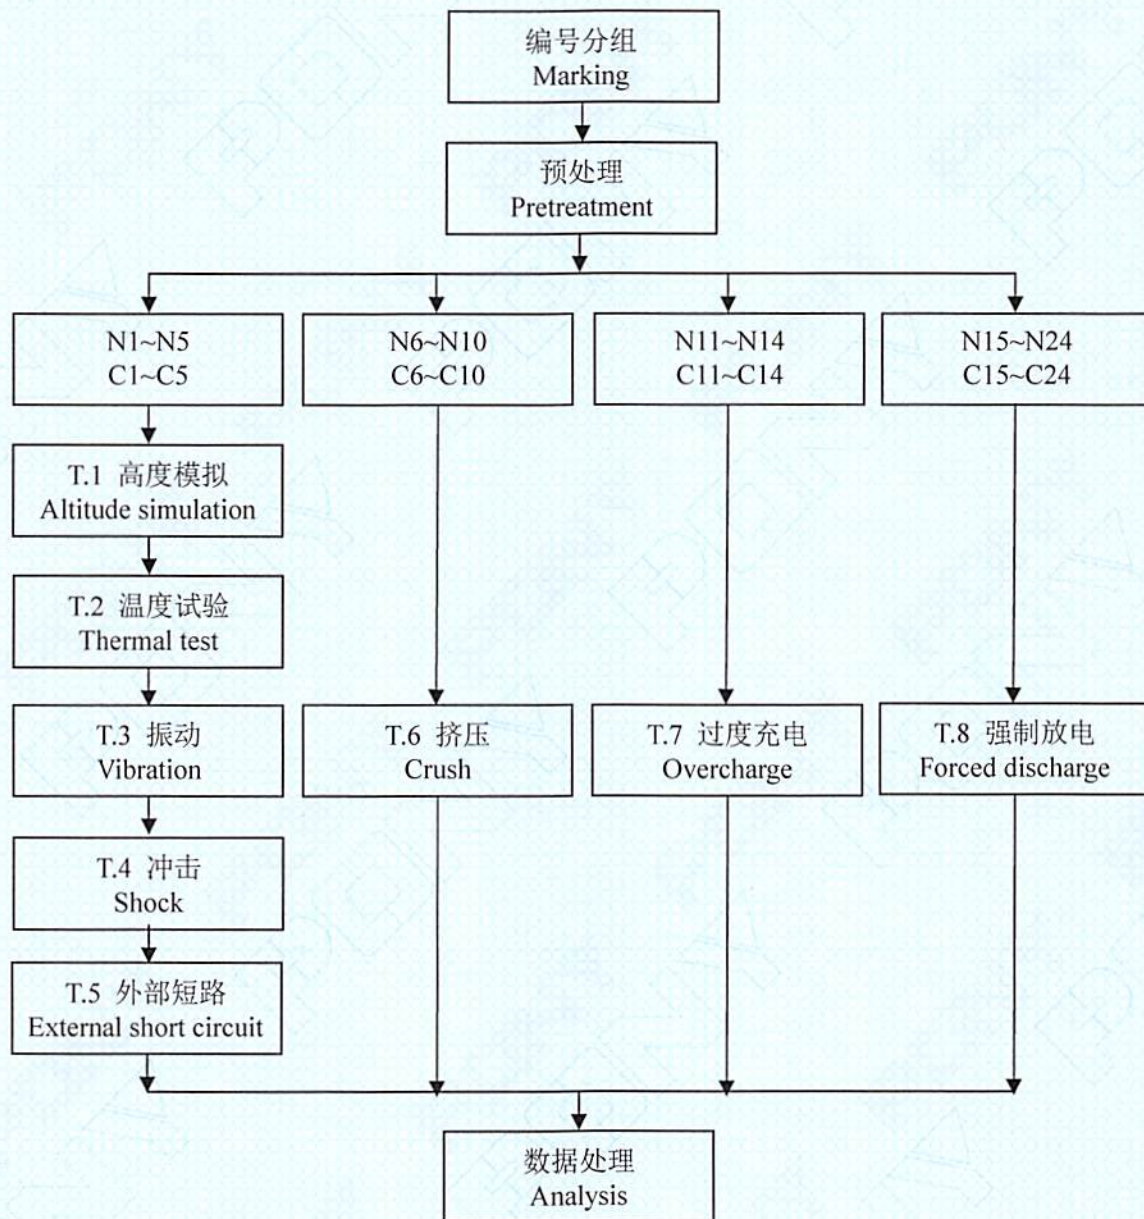 编号分组
Marking
预处理
Pretreatment
N1~N5
C1~C5
N6~N10
C6~C10
N11~N14
C11~C14
N15~N24
C15~C24
T.1 高度模拟
Altitude simulation
T.2 温度试验
Thermal test
T.3 振动
Vibration
T.6 挤压
Crush
T.7 过度充电
Overcharge
T.8 强制放电
Forced discharge
T.4 冲击
Shock
T.5 外部短路
External short circuit
数据处理
Analysis